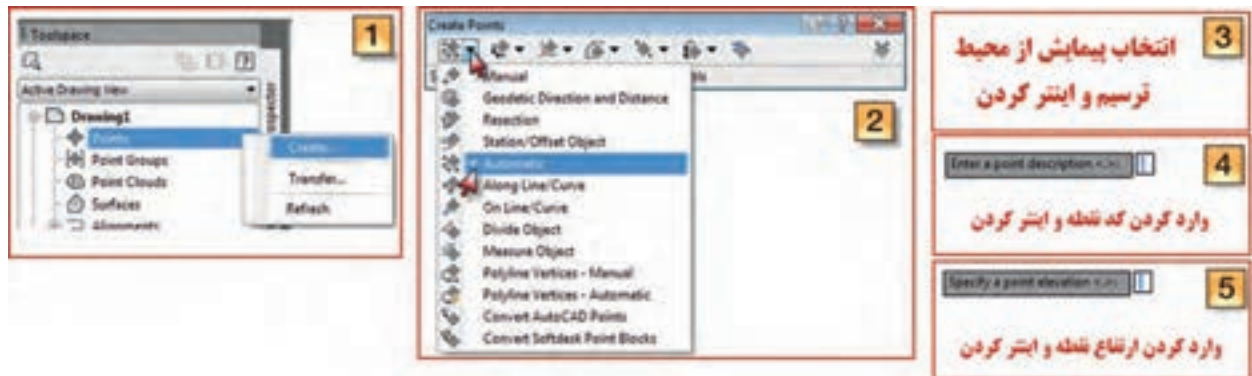 Toolspace
1
Active Drawing View
Drawing1
Points
Point Groups
Point Clouds
Surfaces
Alignments
Create...
Transfer...
Refresh
Create Points
2
Manual
Geodetic Direction and Distance
Resection
Station/Offset Object
Automatic
Along Line/Curve
On Line/Curve
Divide Object
Measure Object
Polyline Vertices - Manual
Polyline Vertices - Automatic
Convert AutoCAD Points
Convert Softdesk Point Blocks
3
انتخاب پیمایش از محیط
ترسیم و اینتر کردن
4
Enter a point description <.>:
وارد کردن کد نقطه و اینتر کردن
5
Specify a point elevation <.>:
وارد کردن ارتفاع نقطه و اینتر کردن